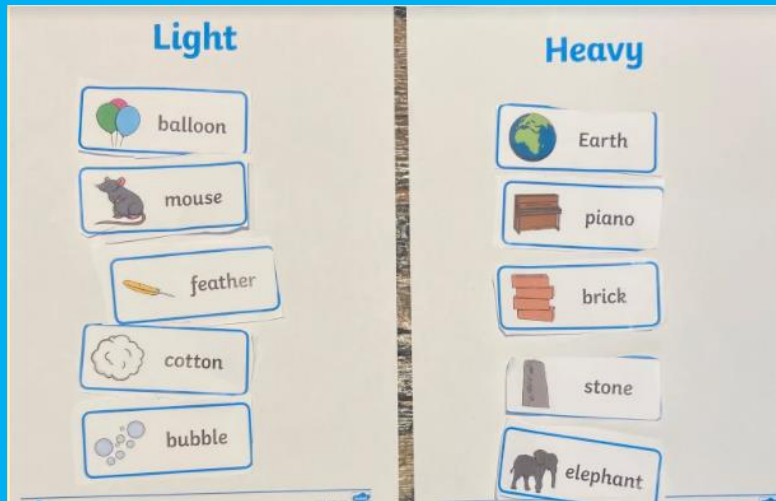 Light
balloon
mouse
feather
cotton
bubble
Heavy
Earth
piano
brick
stone
elephant